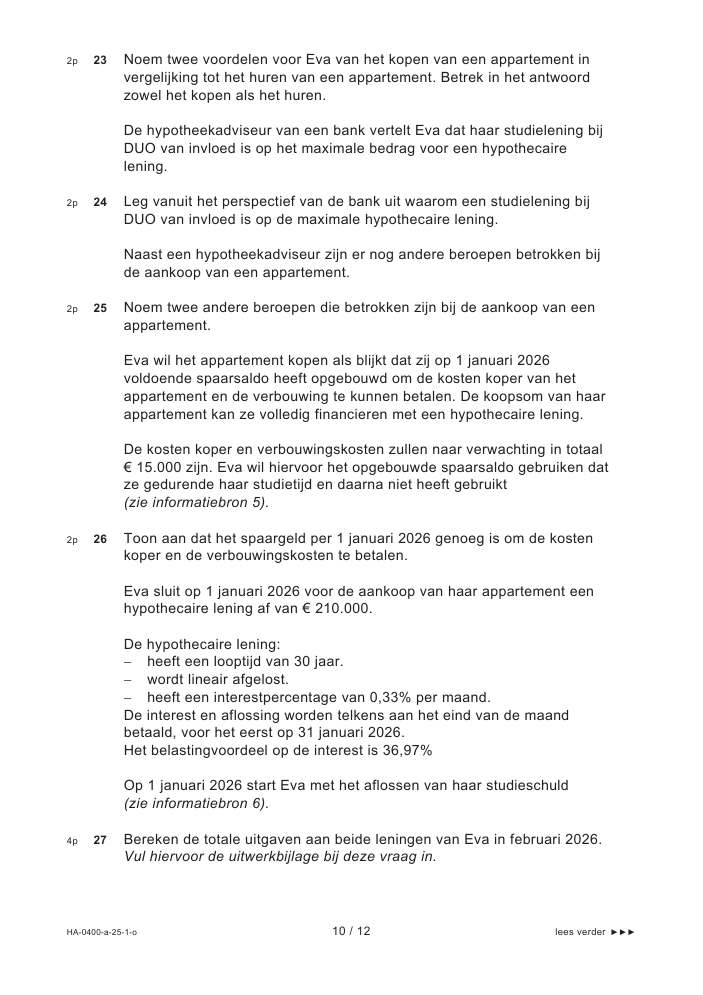 2p 23 Noem twee voordelen voor Eva van het kopen van een appartement in
vergelijking tot het huren van een appartement. Betrek in het antwoord
zowel het kopen als het huren.
De hypotheekadviseur van een bank vertelt Eva dat haar studielening bij
DUO van invloed is op het maximale bedrag voor een hypothecaire
lening.
2p 24 Leg vanuit het perspectief van de bank uit waarom een studielening bij
DUO van invloed is op de maximale hypothecaire lening.
Naast een hypotheekadviseur zijn er nog andere beroepen betrokken bij
de aankoop van een appartement.
2p 25 Noem twee andere beroepen die betrokken zijn bij de aankoop van een
appartement.
Eva wil het appartement kopen als blijkt dat zij op 1 januari 2026
voldoende spaarsaldo heeft opgebouwd om de kosten koper van het
appartement en de verbouwing te kunnen betalen. De koopsom van haar
appartement kan ze volledig financieren met een hypothecaire lening.
De kosten koper en verbouwingskosten zullen naar verwachting in totaal
€ 15.000 zijn. Eva wil hiervoor het opgebouwde spaarsaldo gebruiken dat
ze gedurende haar studietijd en daarna niet heeft gebruikt
(zie informatiebron 5).
2p 26 Toon aan dat het spaargeld per 1 januari 2026 genoeg is om de kosten
koper en de verbouwingskosten te betalen.
Eva sluit op 1 januari 2026 voor de aankoop van haar appartement een
hypothecaire lening af van € 210.000.
De hypothecaire lening:
– heeft een looptijd van 30 jaar.
– wordt lineair afgelost.
– heeft een interestpercentage van 0,33% per maand.
De interest en aflossing worden telkens aan het eind van de maand
betaald, voor het eerst op 31 januari 2026.
Het belastingvoordeel op de interest is 36,97%
Op 1 januari 2026 start Eva met het aflossen van haar studieschuld
(zie informatiebron 6).
4p 27 Bereken de totale uitgaven aan beide leningen van Eva in februari 2026.
Vul hiervoor de uitwerkbijlage bij deze vraag in.
HA-0400-a-25-1-o 10 / 12 lees verder ►►►